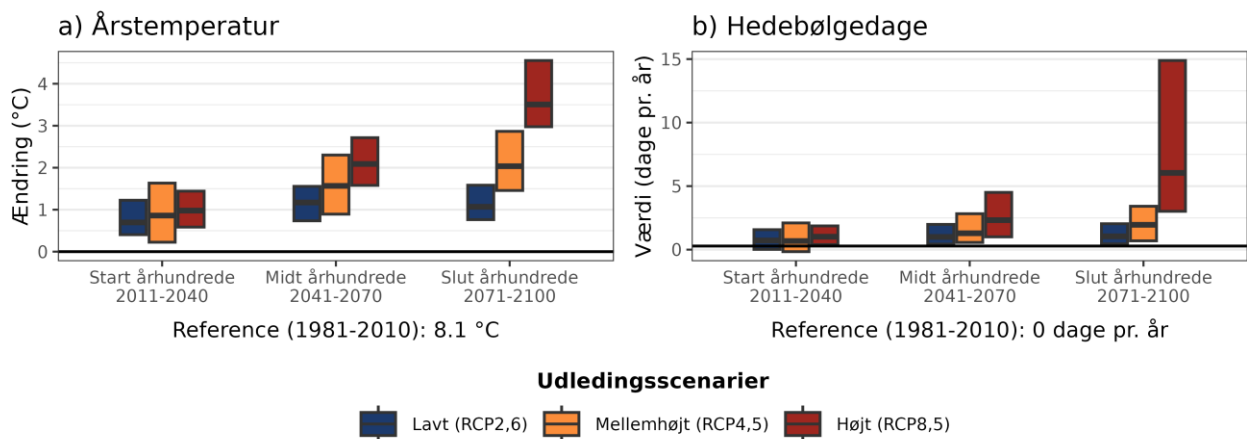 a) Årstemperatur
Ændring (°C)
4
3
2
1
0
Start århundrede
2011-2040
Midt århundrede
2041-2070
Slut århundrede
2071-2100
Reference (1981-2010): 8.1 °C
b) Hedebølgedage
Værdi (dage pr. år)
15
10
5
0
Start århundrede
2011-2040
Midt århundrede
2041-2070
Slut århundrede
2071-2100
Reference (1981-2010): 0 dage pr. år
Udledingsscenarier
Lavt (RCP2,6)
Mellemhøjt (RCP4,5)
Højt (RCP8,5)